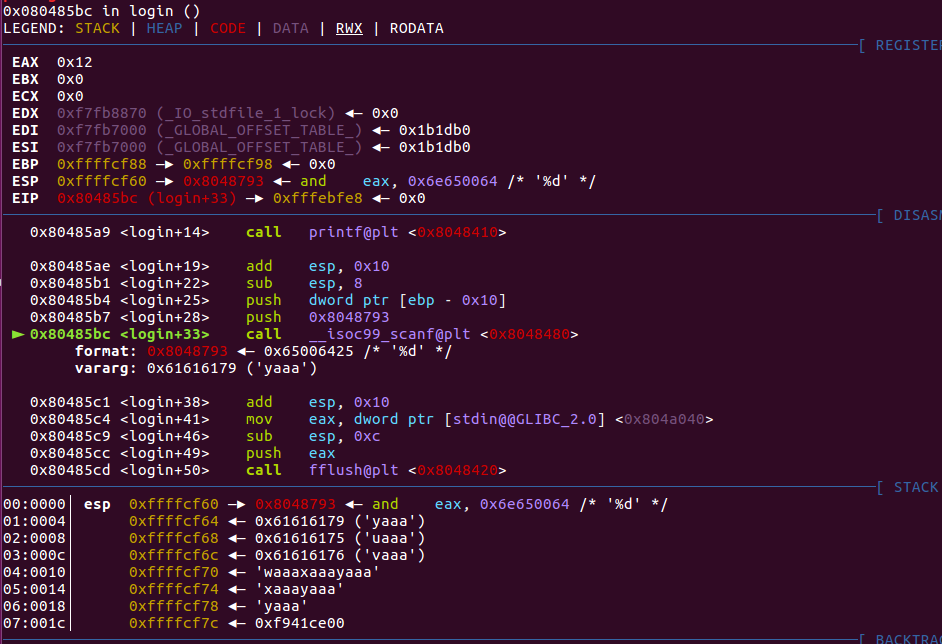 0x080485bc in login ()
LEGEND: STACK | HEAP | CODE | DATA | RWX | RODATA
[ REGISTER
EAX 0x12
EBX 0x0
ECX 0x0
EDX 0xf7fb8870 (_IO_stdfile_1_lock) ◂— 0x0
EDI 0xf7fb7000 (_GLOBAL_OFFSET_TABLE_) ◂— 0x1b1db0
ESI 0xf7fb7000 (_GLOBAL_OFFSET_TABLE_) ◂— 0x1b1db0
EBP 0xffffcf88 —▸ 0xffffcf98 ◂— 0x0
ESP 0xffffcf60 —▸ 0x8048793 ◂— and eax, 0x6e650064 /* '%d' */
EIP 0x80485bc (login+33) —▸ 0xfffebfe8 ◂— 0x0
[ DISASM
0x80485a9 <login+14> call printf@plt <0x8048410>
0x80485ae <login+19> add esp, 0x10
0x80485b1 <login+22> sub esp, 8
0x80485b4 <login+25> push dword ptr [ebp - 0x10]
0x80485b7 <login+28> push 0x8048793
► 0x80485bc <login+33> call __isoc99_scanf@plt <0x8048480>
format: 0x8048793 ◂— 0x65006425 /* '%d' */
vararg: 0x61616179 ('yaaa')
0x80485c1 <login+38> add esp, 0x10
0x80485c4 <login+41> mov eax, dword ptr [stdin@@GLIBC_2.0] <0x804a040>
0x80485c9 <login+46> sub esp, 0xc
0x80485cc <login+49> push eax
0x80485cd <login+50> call fflush@plt <0x8048420>
[ STACK
00:0000│ esp 0xffffcf60 —▸ 0x8048793 ◂— and eax, 0x6e650064 /* '%d' */
01:0004│ 0xffffcf64 ◂— 0x61616179 ('yaaa')
02:0008│ 0xffffcf68 ◂— 0x61616175 ('uaaa')
03:000c│ 0xffffcf6c ◂— 0x61616176 ('vaaa')
04:0010│ 0xffffcf70 ◂— 'waaaxaaayaaa'
05:0014│ 0xffffcf74 ◂— 'xaaayaaa'
06:0018│ 0xffffcf78 ◂— 'yaaa'
07:001c│ 0xffffcf7c ◂— 0xf941ce00
[ BACKTRAC